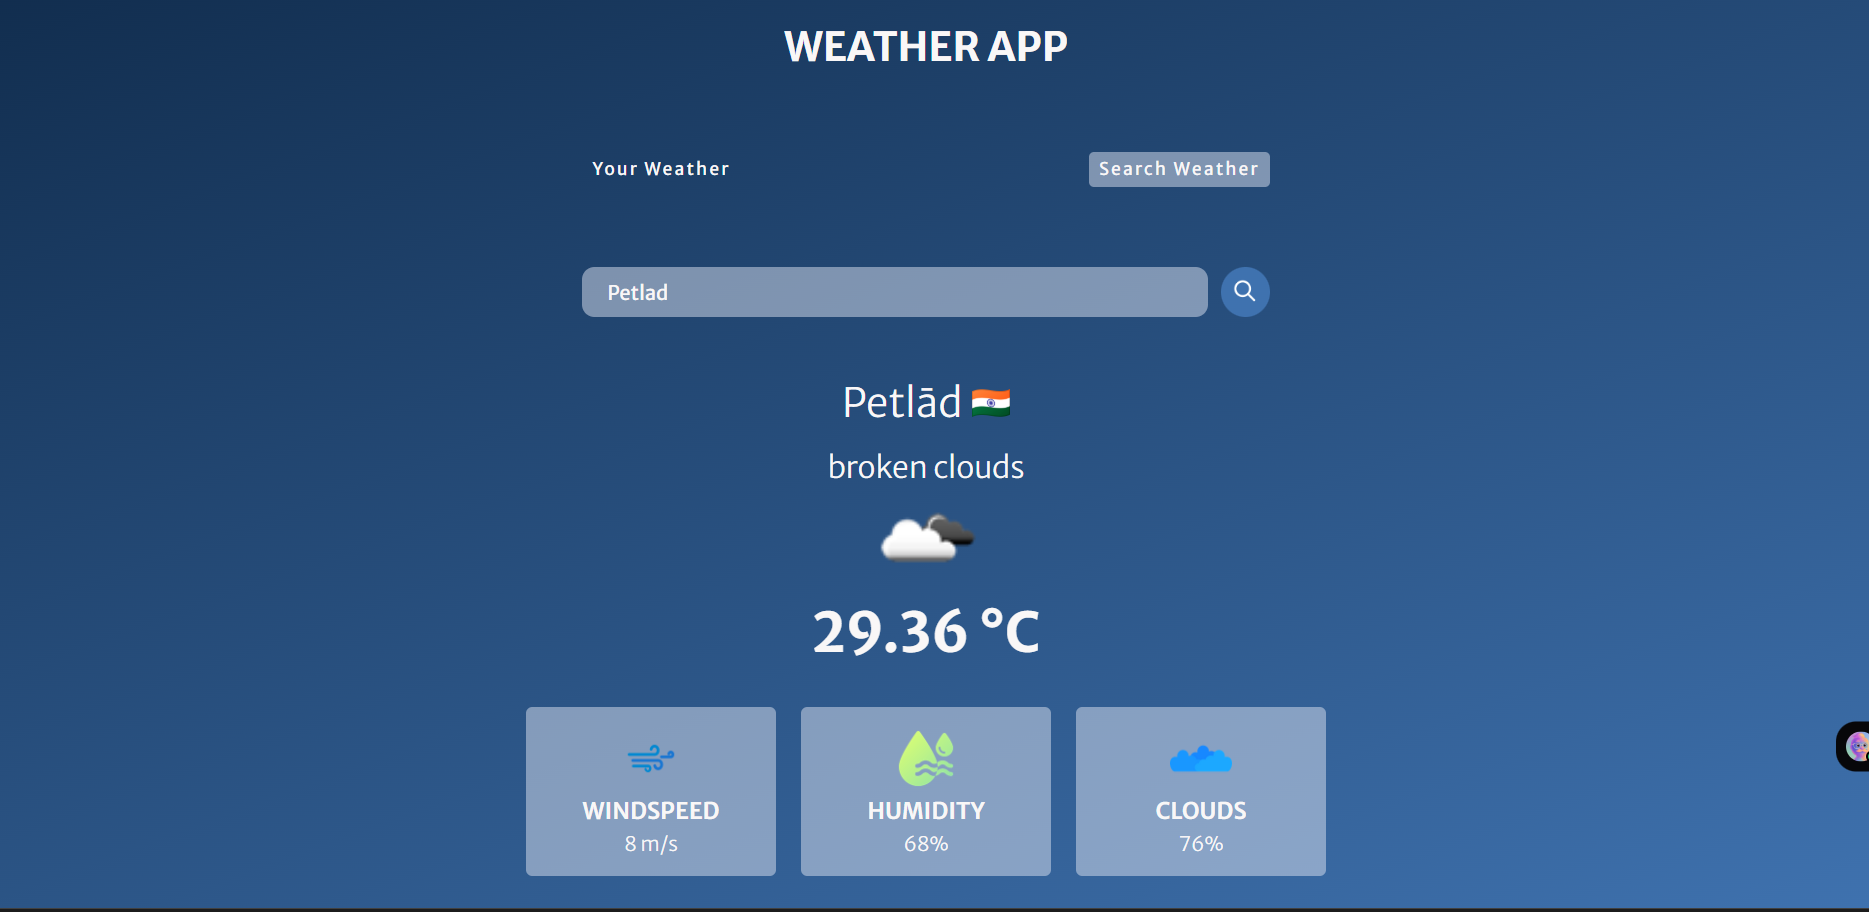 WEATHER APP
Your Weather
Search Weather
Petlad
Petlād
broken clouds
29.36 °C
WINDSPEED
8 m/s
HUMIDITY
68%
CLOUDS
76%